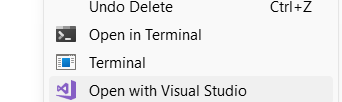 Undo Delete Ctrl+Z
Open in Terminal
Terminal
Open with Visual Studio